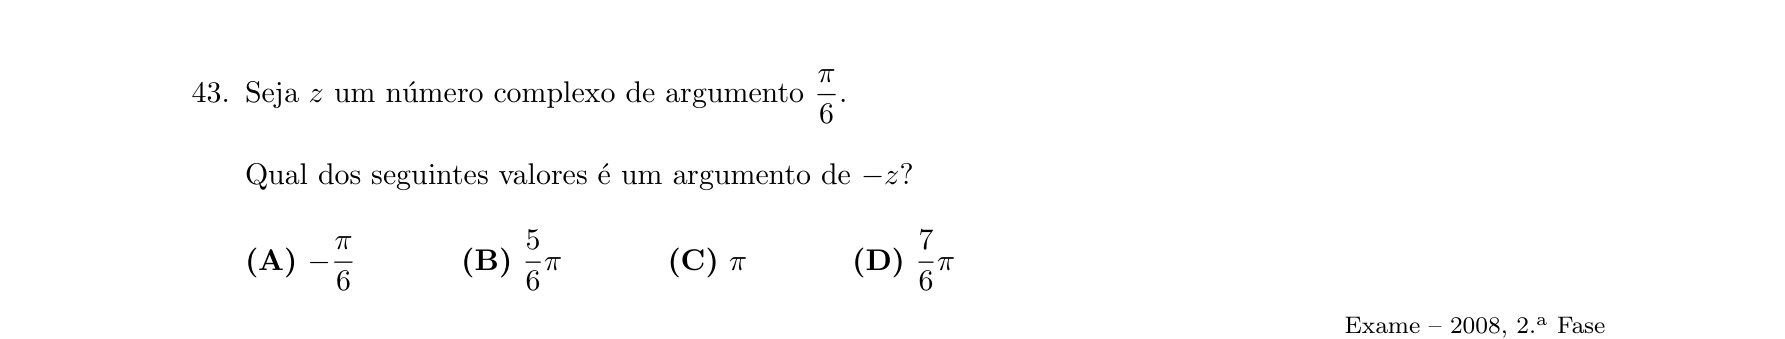 43. Seja z um número complexo de argumento π/6.
Qual dos seguintes valores é um argumento de −z?
(A) −π/6 (B) 5/6π (C) π (D) 7/6π
Exame – 2008, 2.ª Fase